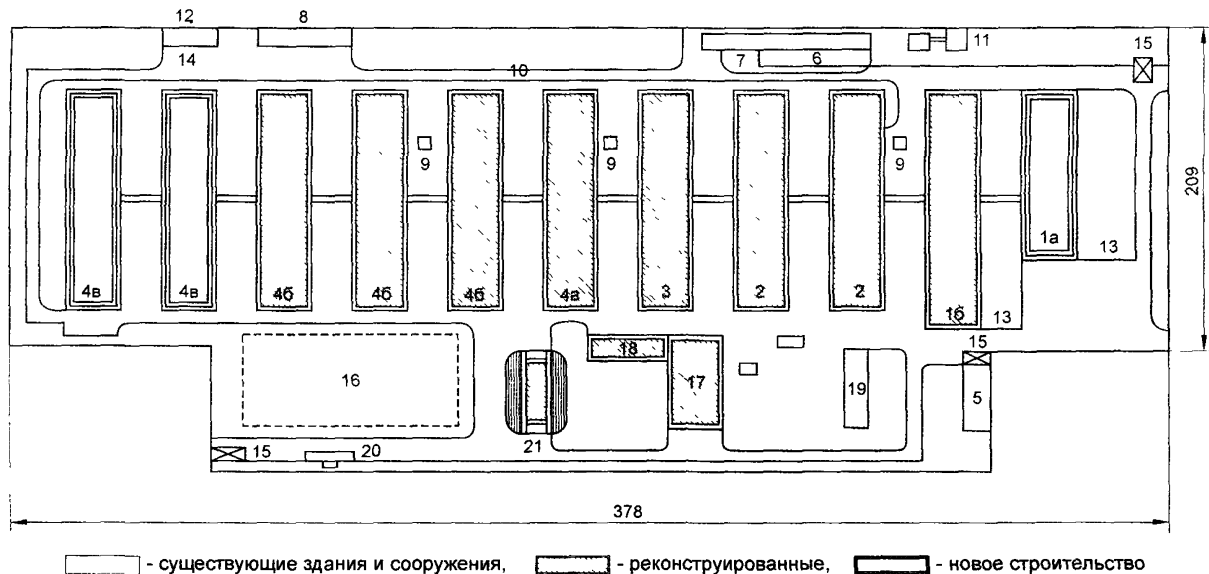 12 8
14 10 7 6 11 15
9 9 9
209
4в 4в 4б 4б 4б 4а 3 2 2 1б 1а 13
13
15
16 18 17 19 5
15 20 21
378
- существующие здания и сооружения, - реконструированные, - новое строительство